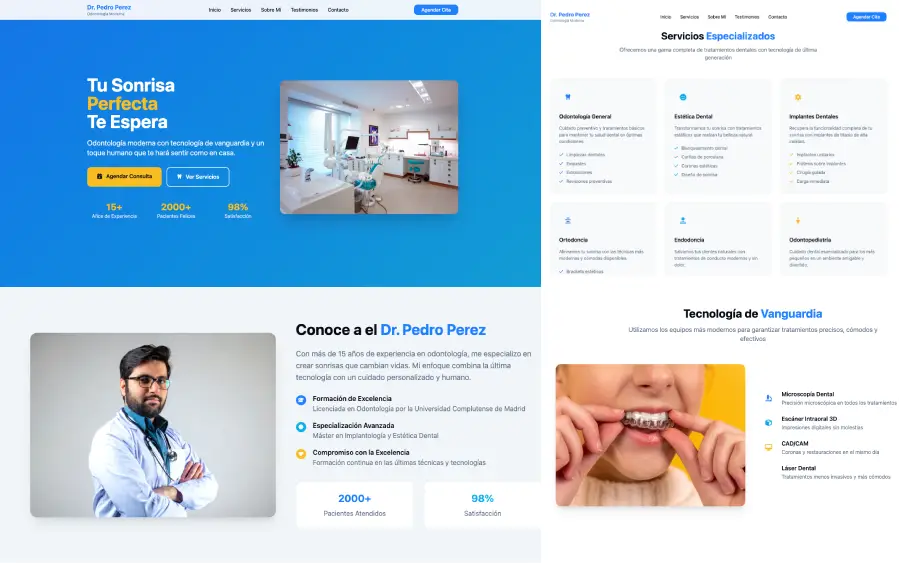 Dr. Pedro Perez
Odontología Moderna
Inicio Servicios Sobre Mí Testimonios Contacto
Agendar Cita
Tu Sonrisa
Perfecta
Te Espera
Odontología moderna con tecnología de vanguardia y un
toque humano que te hará sentir como en casa.
Agendar Consulta
Ver Servicios
15+
Años de Experiencia
2000+
Pacientes Felices
98%
Satisfacción
Conoce a el Dr. Pedro Perez
Con más de 15 años de experiencia en odontología, me especializo en
crear sonrisas que cambian vidas. Mi enfoque combina la última
tecnología con un cuidado personalizado y humano.
Formación de Excelencia
Licenciada en Odontología por la Universidad Complutense de Madrid
Especialización Avanzada
Máster en Implantología y Estética Dental
Compromiso con la Excelencia
Formación continua en las últimas técnicas y tecnologías
2000+
Pacientes Atendidos
98%
Satisfacción
Dr. Pedro Perez
Odontología Moderna
Inicio Servicios Sobre Mí Testimonios Contacto
Agendar Cita
Servicios Especializados
Ofrecemos una gama completa de tratamientos dentales con tecnología de última
generación
Odontología General
Cuidado preventivo y tratamientos básicos
para mantener tu salud dental en óptimas
condiciones.
Limpiezas dentales
Empastes
Extracciones
Revisiones preventivas
Estética Dental
Transformamos tu sonrisa con tratamientos
estéticos que realzan tu belleza natural.
Blanqueamiento dental
Carillas de porcelana
Coronas estéticas
Diseño de sonrisa
Implantes Dentales
Recupera la funcionalidad completa de tu
sonrisa con implantes de titanio de alta
calidad.
Implantes unitarios
Prótesis sobre implantes
Cirugía guiada
Carga inmediata
Ortodoncia
Alineamos tu sonrisa con las técnicas más
modernas y cómodas disponibles.
Brackets estéticos
Endodoncia
Salvamos tus dientes naturales con
tratamientos de conducto modernos y sin
dolor.
Odontopediatría
Cuidado dental especializado para los más
pequeños en un ambiente amigable y
divertido.
Tecnología de Vanguardia
Utilizamos los equipos más modernos para garantizar tratamientos precisos, cómodos y
efectivos
Microscopía Dental
Precisión microscópica en todos los tratamientos
Escáner Intraoral 3D
Impresiones digitales sin molestias
CAD/CAM
Coronas y restauraciones en el mismo día
Láser Dental
Tratamientos menos invasivos y más cómodos